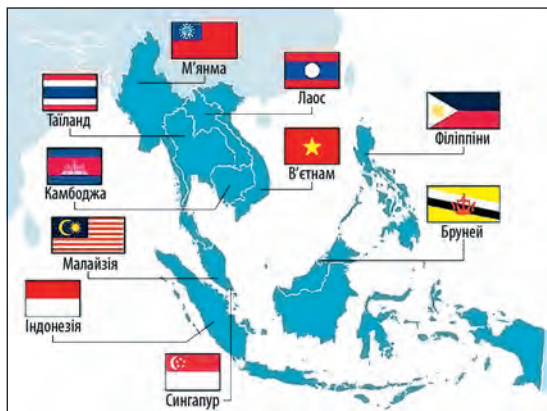 М’янма
Лаос
Таїланд
Філіппіни
В’єтнам
Камбоджа
Бруней
Малайзія
Індонезія
Сингапур